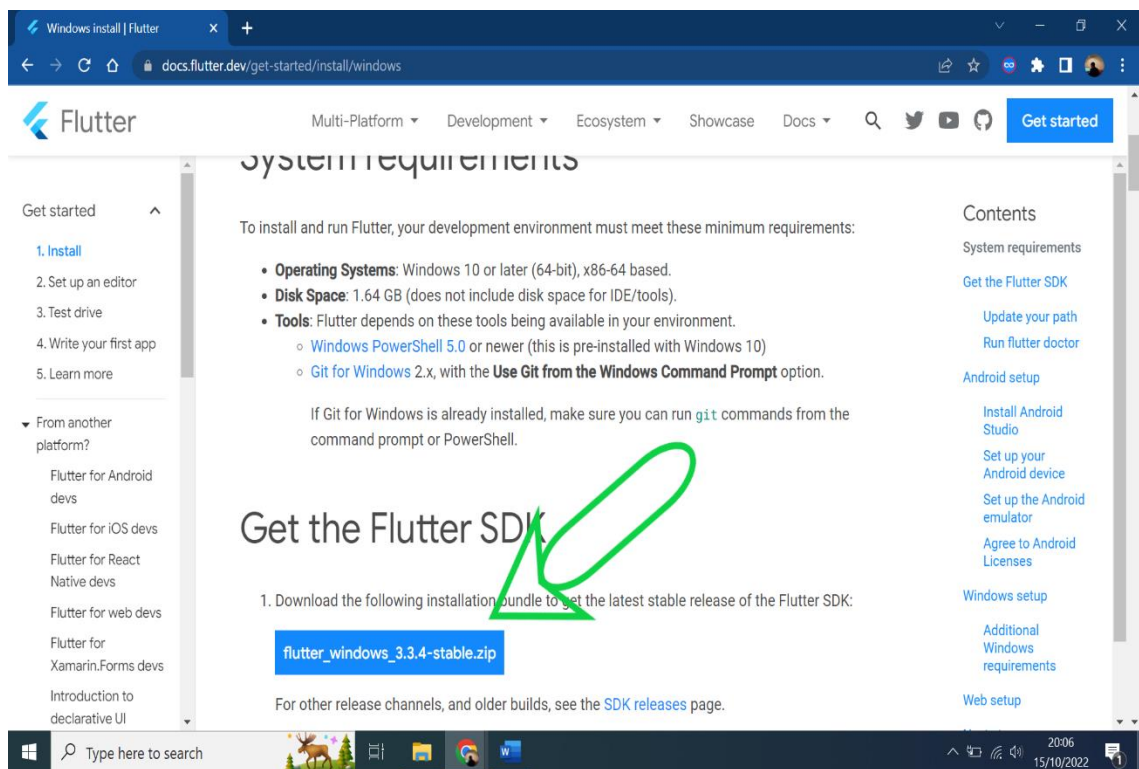 Windows install | Flutter
docs.flutter.dev/get-started/install/windows
Flutter
Multi-Platform
Development
Ecosystem
Showcase
Docs
Get started
System requirements
Get started
1. Install
2. Set up an editor
3. Test drive
4. Write your first app
5. Learn more
From another
platform?
Flutter for Android
devs
Flutter for iOS devs
Flutter for React
Native devs
Flutter for web devs
Flutter for
Xamarin.Forms devs
Introduction to
declarative UI
To install and run Flutter, your development environment must meet these minimum requirements:
• Operating Systems: Windows 10 or later (64-bit), x86-64 based.
• Disk Space: 1.64 GB (does not include disk space for IDE/tools).
• Tools: Flutter depends on these tools being available in your environment.
○ Windows PowerShell 5.0 or newer (this is pre-installed with Windows 10)
○ Git for Windows 2.x, with the Use Git from the Windows Command Prompt option.
If Git for Windows is already installed, make sure you can run git commands from the
command prompt or PowerShell.
Get the Flutter SDK
1. Download the following installation bundle to get the latest stable release of the Flutter SDK:
flutter_windows_3.3.4-stable.zip
For other release channels, and older builds, see the SDK releases page.
Contents
System requirements
Get the Flutter SDK
Update your path
Run flutter doctor
Android setup
Install Android
Studio
Set up your
Android device
Set up the Android
emulator
Agree to Android
Licenses
Windows setup
Additional
Windows
requirements
Web setup
Type here to search
W
20:06
15/10/2022
1